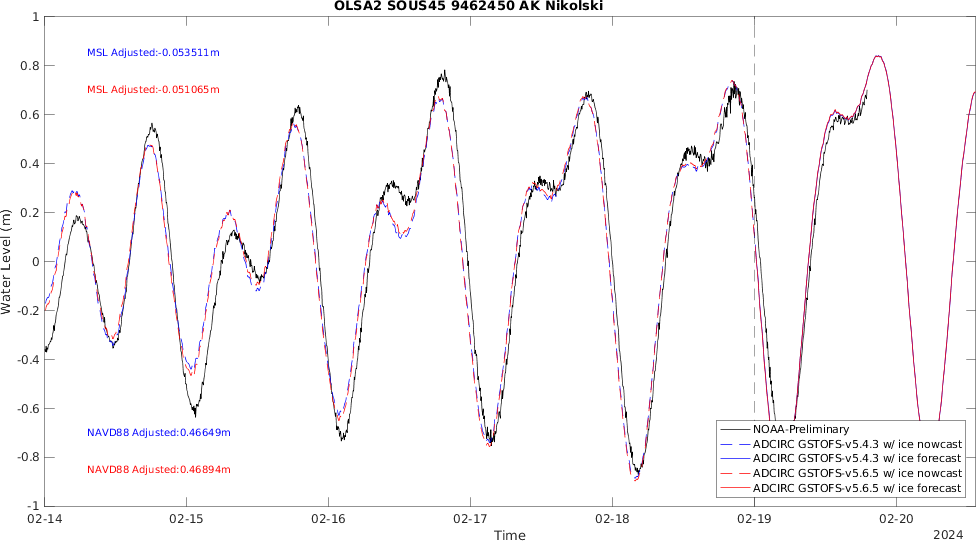 OLSA2 SOUS45 9462450 AK Nikolski
1
0.8
0.6
0.4
0.2
0
-0.2
-0.4
-0.6
-0.8
-1
Water Level (m)
MSL Adjusted:-0.053511m
MSL Adjusted:-0.051065m
NAVD88 Adjusted:0.46649m
NAVD88 Adjusted:0.46894m
NOAA-Preliminary
ADCIRC GSTOFS-v5.4.3 w/ ice nowcast
ADCIRC GSTOFS-v5.4.3 w/ ice forecast
ADCIRC GSTOFS-v5.6.5 w/ ice nowcast
ADCIRC GSTOFS-v5.6.5 w/ ice forecast
02-14 02-15 02-16 02-17 02-18 02-19 02-20
Time
2024